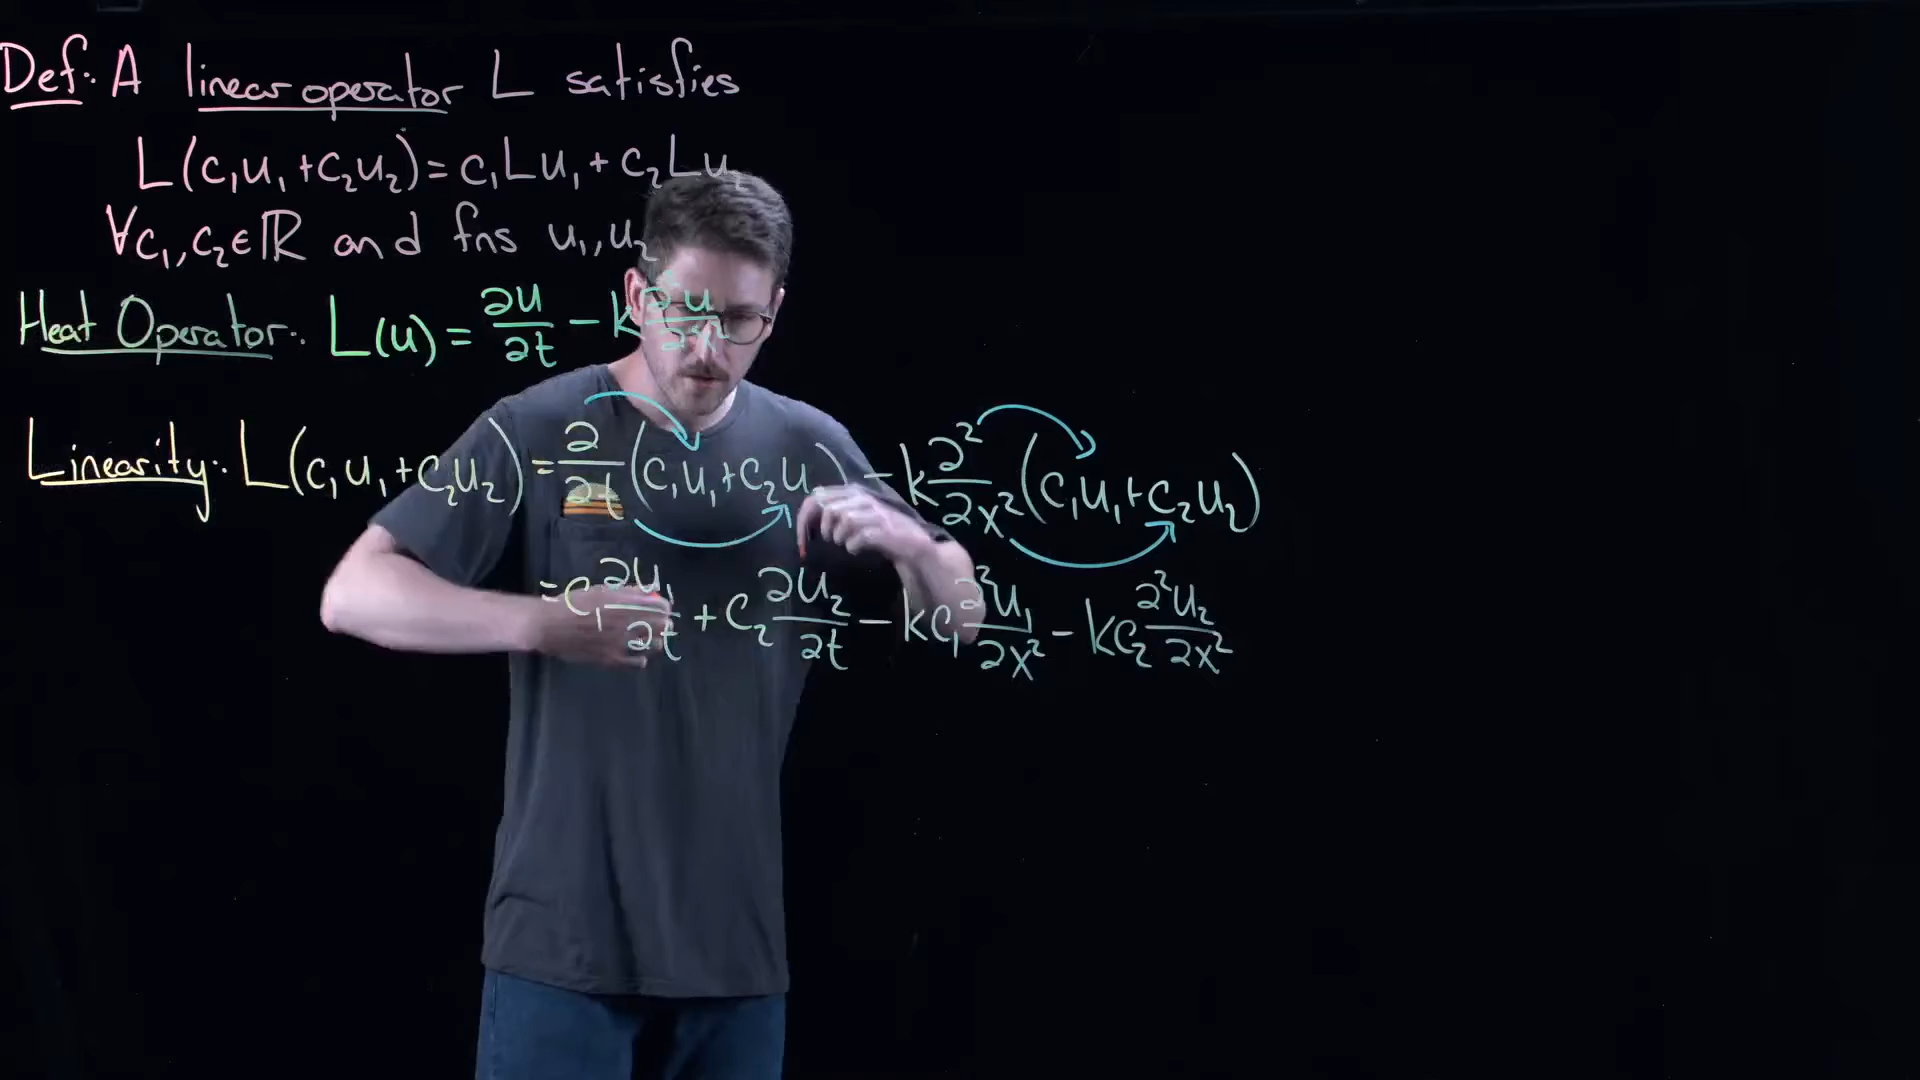 Def: A linear operator L satisfies
L(c₁u₁+c₂u₂)=c₁Lu₁+c₂Lu₂
∀c₁,c₂∈ℝ and fns u₁,u₂
Heat Operator: L(u) = ∂u/∂t − k ∂²u/∂x²
Linearity: L(c₁u₁+c₂u₂) = ∂/∂t (c₁u₁+c₂u₂) − k ∂²/∂x² (c₁u₁+c₂u₂)
= c₁ ∂u₁/∂t + c₂ ∂u₂/∂t − kc₁ ∂²u₁/∂x² − kc₂ ∂²u₂/∂x²